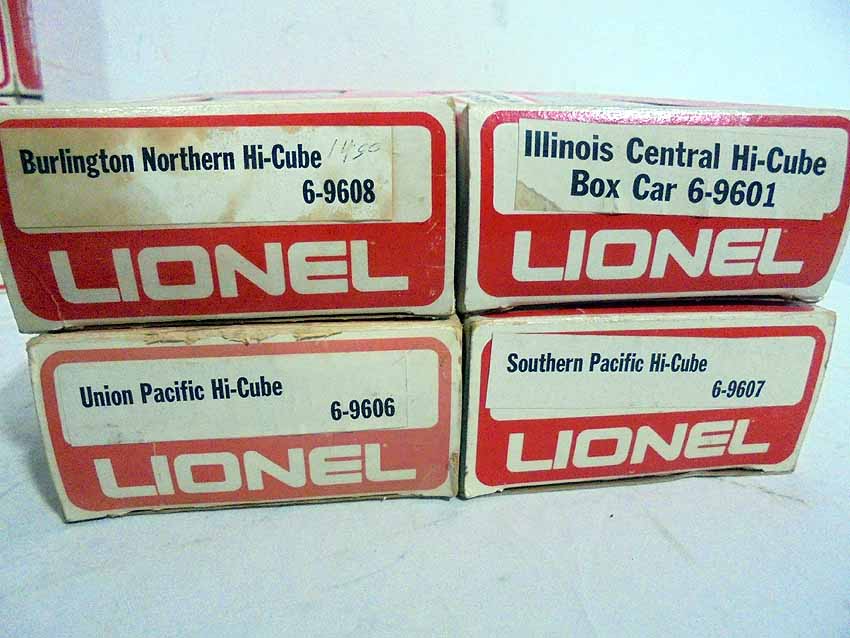 Burlington Northern Hi-Cube 1450
6-9608
LIONEL
Illinois Central Hi-Cube
Box Car 6-9601
LIONEL
Union Pacific Hi-Cube
6-9606
LIONEL
Southern Pacific Hi-Cube
6-9607
LIONEL